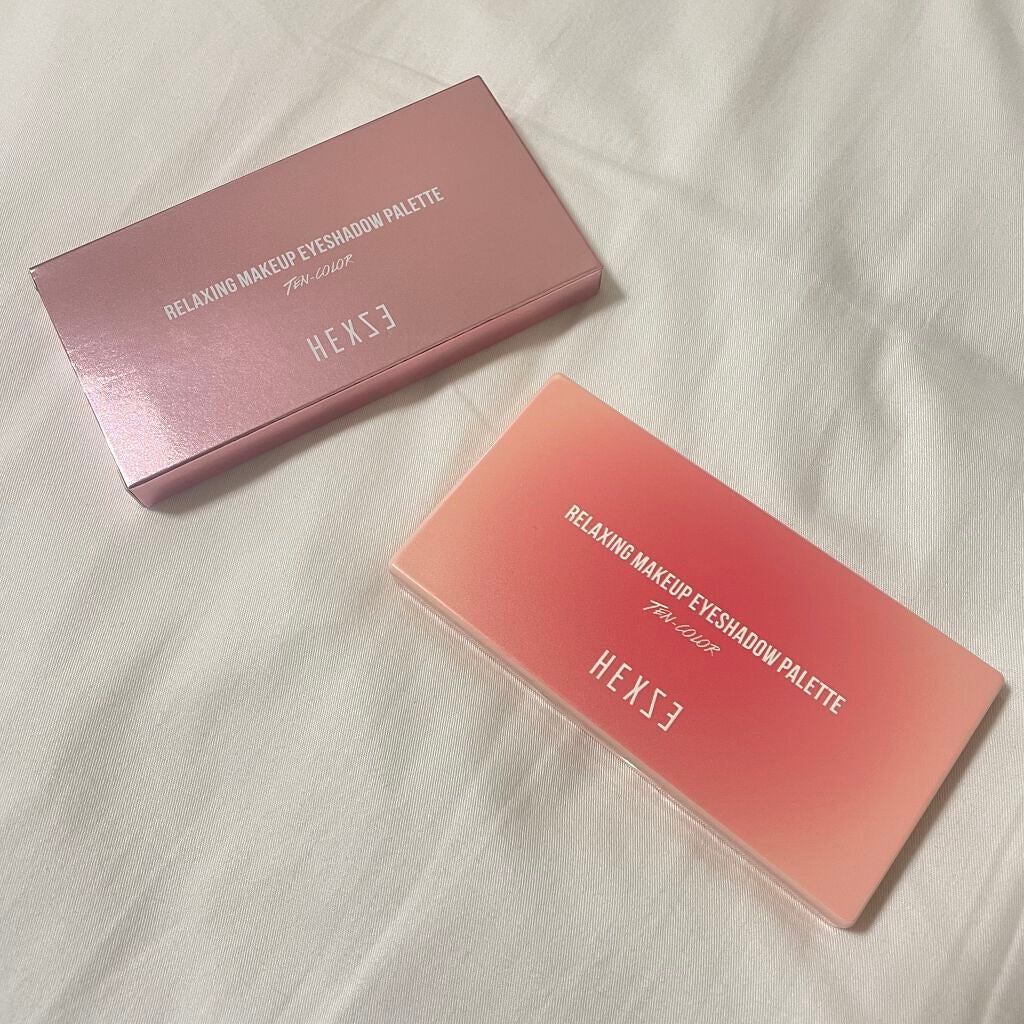 RELAXING MAKEUP EYESHADOW PALETTE
TEN-COLOR
HEXZE
RELAXING MAKEUP EYESHADOW PALETTE
TEN-COLOR
HEXZE